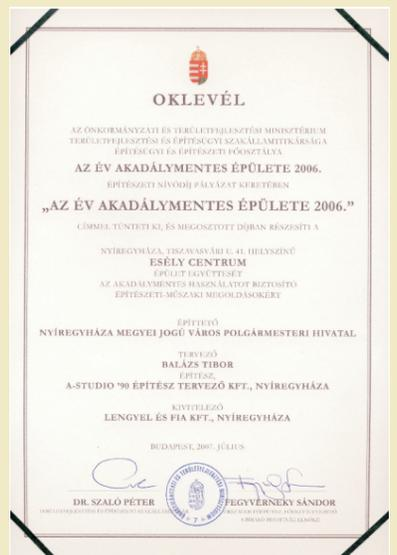 OKLEVÉL
AZ ÖNKORMÁNYZATI ÉS TERÜLETFEJLESZTÉSI MINISZTÉRIUM
TERÜLETFEJLESZTÉSI ÉS ÉPÍTÉSÜGYI SZAKÁLLAMTITKÁRSÁGA
ÉPÍTÉSÜGYI ÉS ÉPÍTÉSZETI FŐOSZTÁLYA
AZ ÉV AKADÁLYMENTES ÉPÜLETE 2006.
ÉPÍTÉSZETI NÍVÓDÍJ PÁLYÁZAT KERETÉBEN
„AZ ÉV AKADÁLYMENTES ÉPÜLETE 2006.”
CÍMMEL TÜNTETI KI, ÉS MEGOSZTOTT DÍJBAN RÉSZESÍTI A
NYÍREGYHÁZA, TISZAVASVÁRI U. 41. HELYSZÍNŰ
ESÉLY CENTRUM
ÉPÜLET EGYÜTTESÉT
AZ AKADÁLYMENTES HASZNÁLATOT BIZTOSÍTÓ
ÉPÍTÉSZETI-MŰSZAKI MEGOLDÁSOKÉRT
ÉPÍTTETŐ
NYÍREGYHÁZA MEGYEI JOGÚ VÁROS POLGÁRMESTERI HIVATAL
TERVEZŐ
BALÁZS TIBOR
ÉPÍTÉSZ,
A-STUDIO '90 ÉPÍTÉSZ TERVEZŐ KFT., NYÍREGYHÁZA
KIVITELEZŐ
LENGYEL ÉS FIA KFT., NYÍREGYHÁZA
BUDAPEST, 2007. JÚLIUS
DR. SZALÓ PÉTER
FEGYVERNEKY SÁNDOR